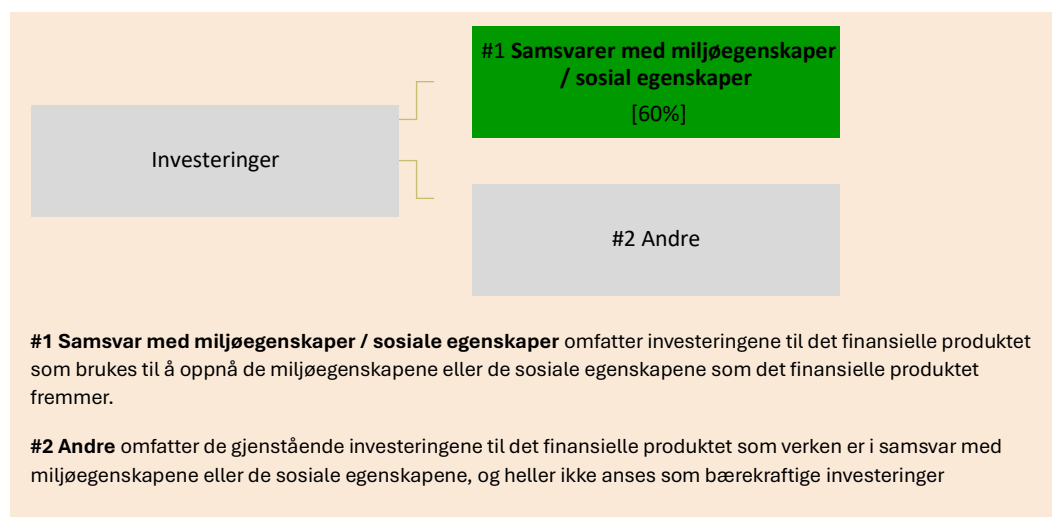 #1 Samsvarer med miljøegenskaper
/ sosial egenskaper
[60%]
Investeringer
#2 Andre
#1 Samsvar med miljøegenskaper / sosiale egenskaper omfatter investeringene til det finansielle produktet
som brukes til å oppnå de miljøegenskapene eller de sosiale egenskapene som det finansielle produktet
fremmer.
#2 Andre omfatter de gjenstående investeringene til det finansielle produktet som verken er i samsvar med
miljøegenskapene eller de sosiale egenskapene, og heller ikke anses som bærekraftige investeringer